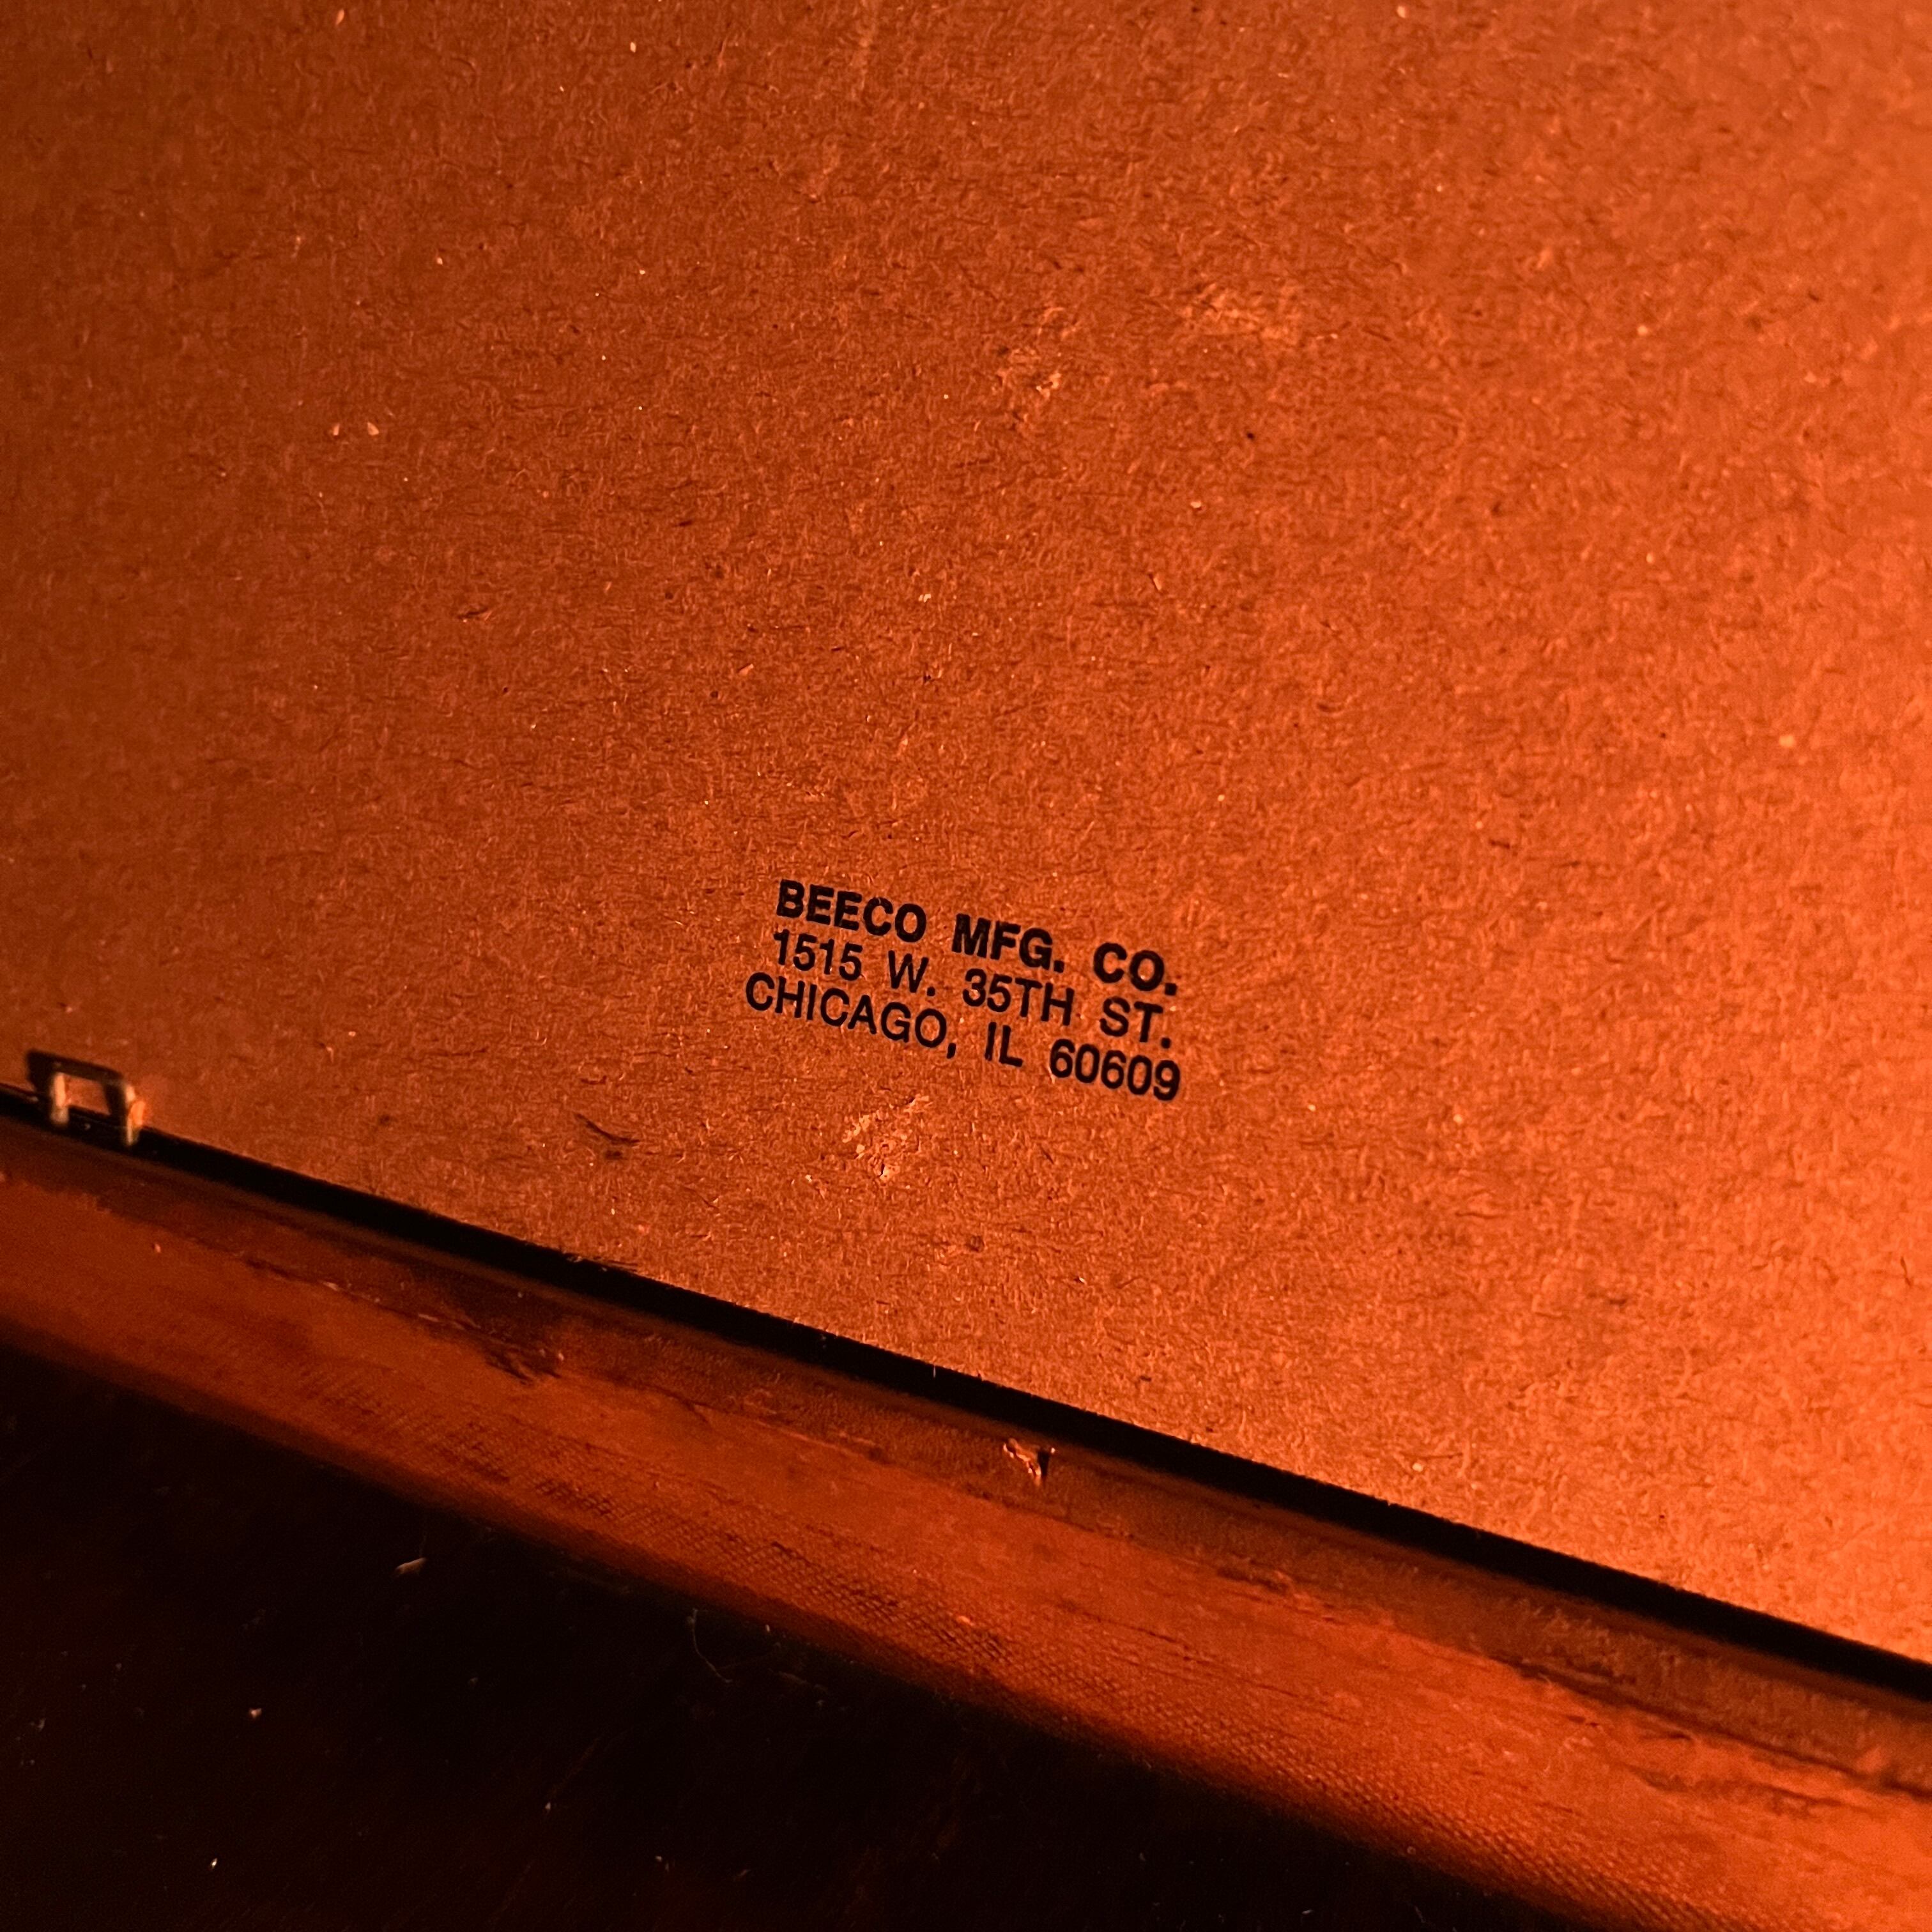 BEECO MFG. CO.
1515 W. 35TH ST.
CHICAGO, IL 60609